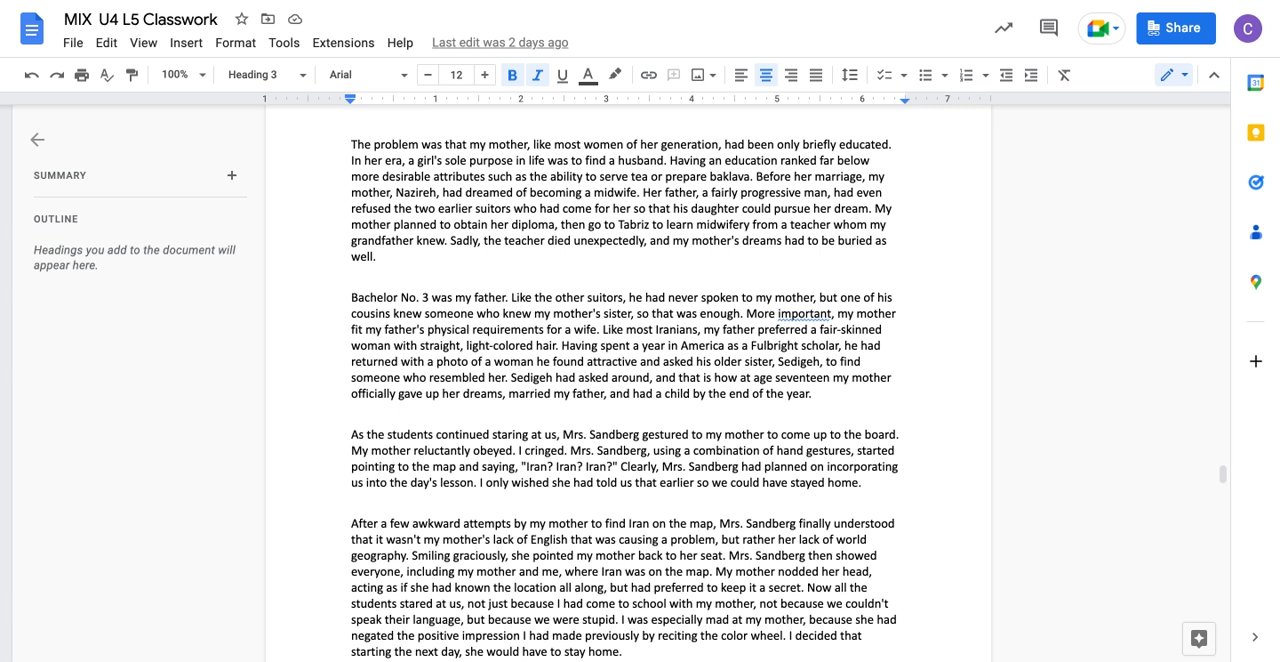 MIX U4 L5 Classwork
File Edit View Insert Format Tools Extensions Help Last edit was 2 days ago
Share
C
100% Heading 3 Arial - 12 + B I U A
31
1 1 2 3 4 5 6 7
SUMMARY
OUTLINE
Headings you add to the document will
appear here.
The problem was that my mother, like most women of her generation, had been only briefly educated.
In her era, a girl's sole purpose in life was to find a husband. Having an education ranked far below
more desirable attributes such as the ability to serve tea or prepare baklava. Before her marriage, my
mother, Nazireh, had dreamed of becoming a midwife. Her father, a fairly progressive man, had even
refused the two earlier suitors who had come for her so that his daughter could pursue her dream. My
mother planned to obtain her diploma, then go to Tabriz to learn midwifery from a teacher whom my
grandfather knew. Sadly, the teacher died unexpectedly, and my mother's dreams had to be buried as
well.
Bachelor No. 3 was my father. Like the other suitors, he had never spoken to my mother, but one of his
cousins knew someone who knew my mother's sister, so that was enough. More important, my mother
fit my father's physical requirements for a wife. Like most Iranians, my father preferred a fair-skinned
woman with straight, light-colored hair. Having spent a year in America as a Fulbright scholar, he had
returned with a photo of a woman he found attractive and asked his older sister, Sedigeh, to find
someone who resembled her. Sedigeh had asked around, and that is how at age seventeen my mother
officially gave up her dreams, married my father, and had a child by the end of the year.
As the students continued staring at us, Mrs. Sandberg gestured to my mother to come up to the board.
My mother reluctantly obeyed. I cringed. Mrs. Sandberg, using a combination of hand gestures, started
pointing to the map and saying, "Iran? Iran? Iran?" Clearly, Mrs. Sandberg had planned on incorporating
us into the day's lesson. I only wished she had told us that earlier so we could have stayed home.
After a few awkward attempts by my mother to find Iran on the map, Mrs. Sandberg finally understood
that it wasn't my mother's lack of English that was causing a problem, but rather her lack of world
geography. Smiling graciously, she pointed my mother back to her seat. Mrs. Sandberg then showed
everyone, including my mother and me, where Iran was on the map. My mother nodded her head,
acting as if she had known the location all along, but had preferred to keep it a secret. Now all the
students stared at us, not just because I had come to school with my mother, not because we couldn't
speak their language, but because we were stupid. I was especially mad at my mother, because she had
negated the positive impression I had made previously by reciting the color wheel. I decided that
starting the next day, she would have to stay home.